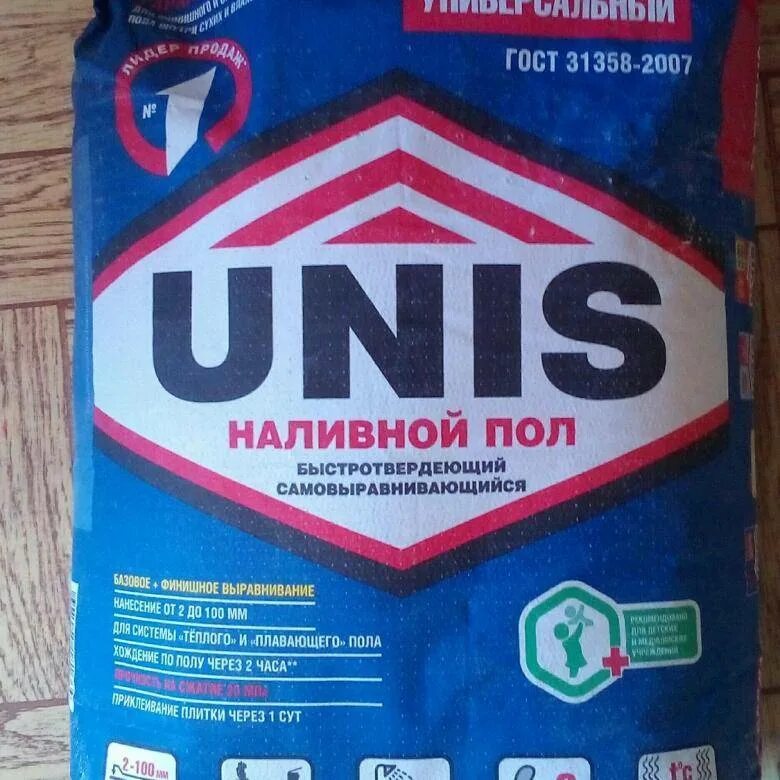 УНИВЕРСАЛЬНЫЙ
ГОСТ 31358-2007
ЛИДЕР ПРОДАЖ
№1
UNIS
НАЛИВНОЙ ПОЛ
БЫСТРОТВЕРДЕЮЩИЙ
САМОВЫРАВНИВАЮЩИЙСЯ
БАЗОВОЕ + ФИНИШНОЕ ВЫРАВНИВАНИЕ
НАНЕСЕНИЕ ОТ 2 ДО 100 ММ
ДЛЯ СИСТЕМЫ «ТЁПЛОГО» И «ПЛАВАЮЩЕГО» ПОЛА
ХОЖДЕНИЕ ПО ПОЛУ ЧЕРЕЗ 2 ЧАСА**
ПРОЧНОСТЬ НА СЖАТИЕ 20 МПА
ПРИКЛЕИВАНИЕ ПЛИТКИ ЧЕРЕЗ 1 СУТ
РЕКОМЕНДОВАНО
ДЛЯ ДЕТСКИХ
И МЕДИЦИНСКИХ
УЧРЕЖДЕНИЙ
2-100 мм
t°C